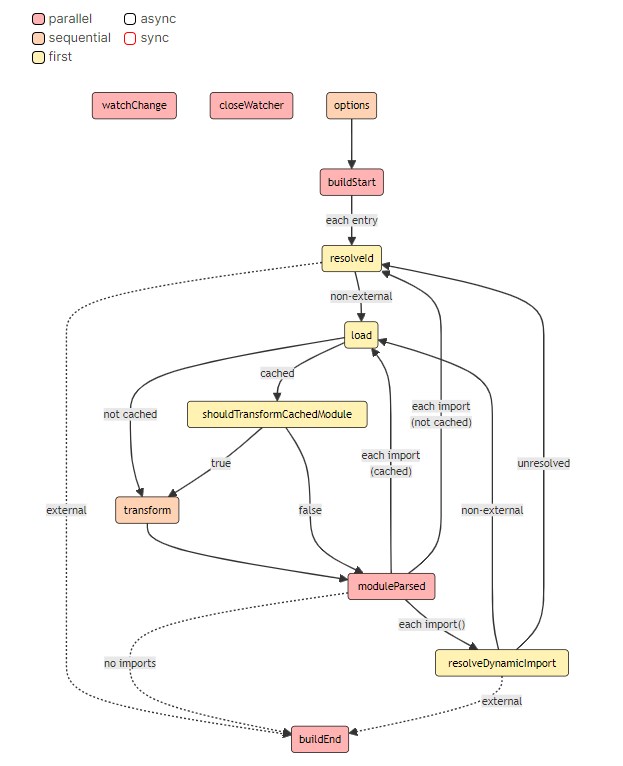 parallel
async
sequential
sync
first
watchChange
closeWatcher
options
buildStart
each entry
resolveId
non-external
load
cached
not cached
shouldTransformCachedModule
each import
(not cached)
each import
(cached)
true
unresolved
external
transform
false
non-external
moduleParsed
each import()
no imports
resolveDynamicImport
external
buildEnd